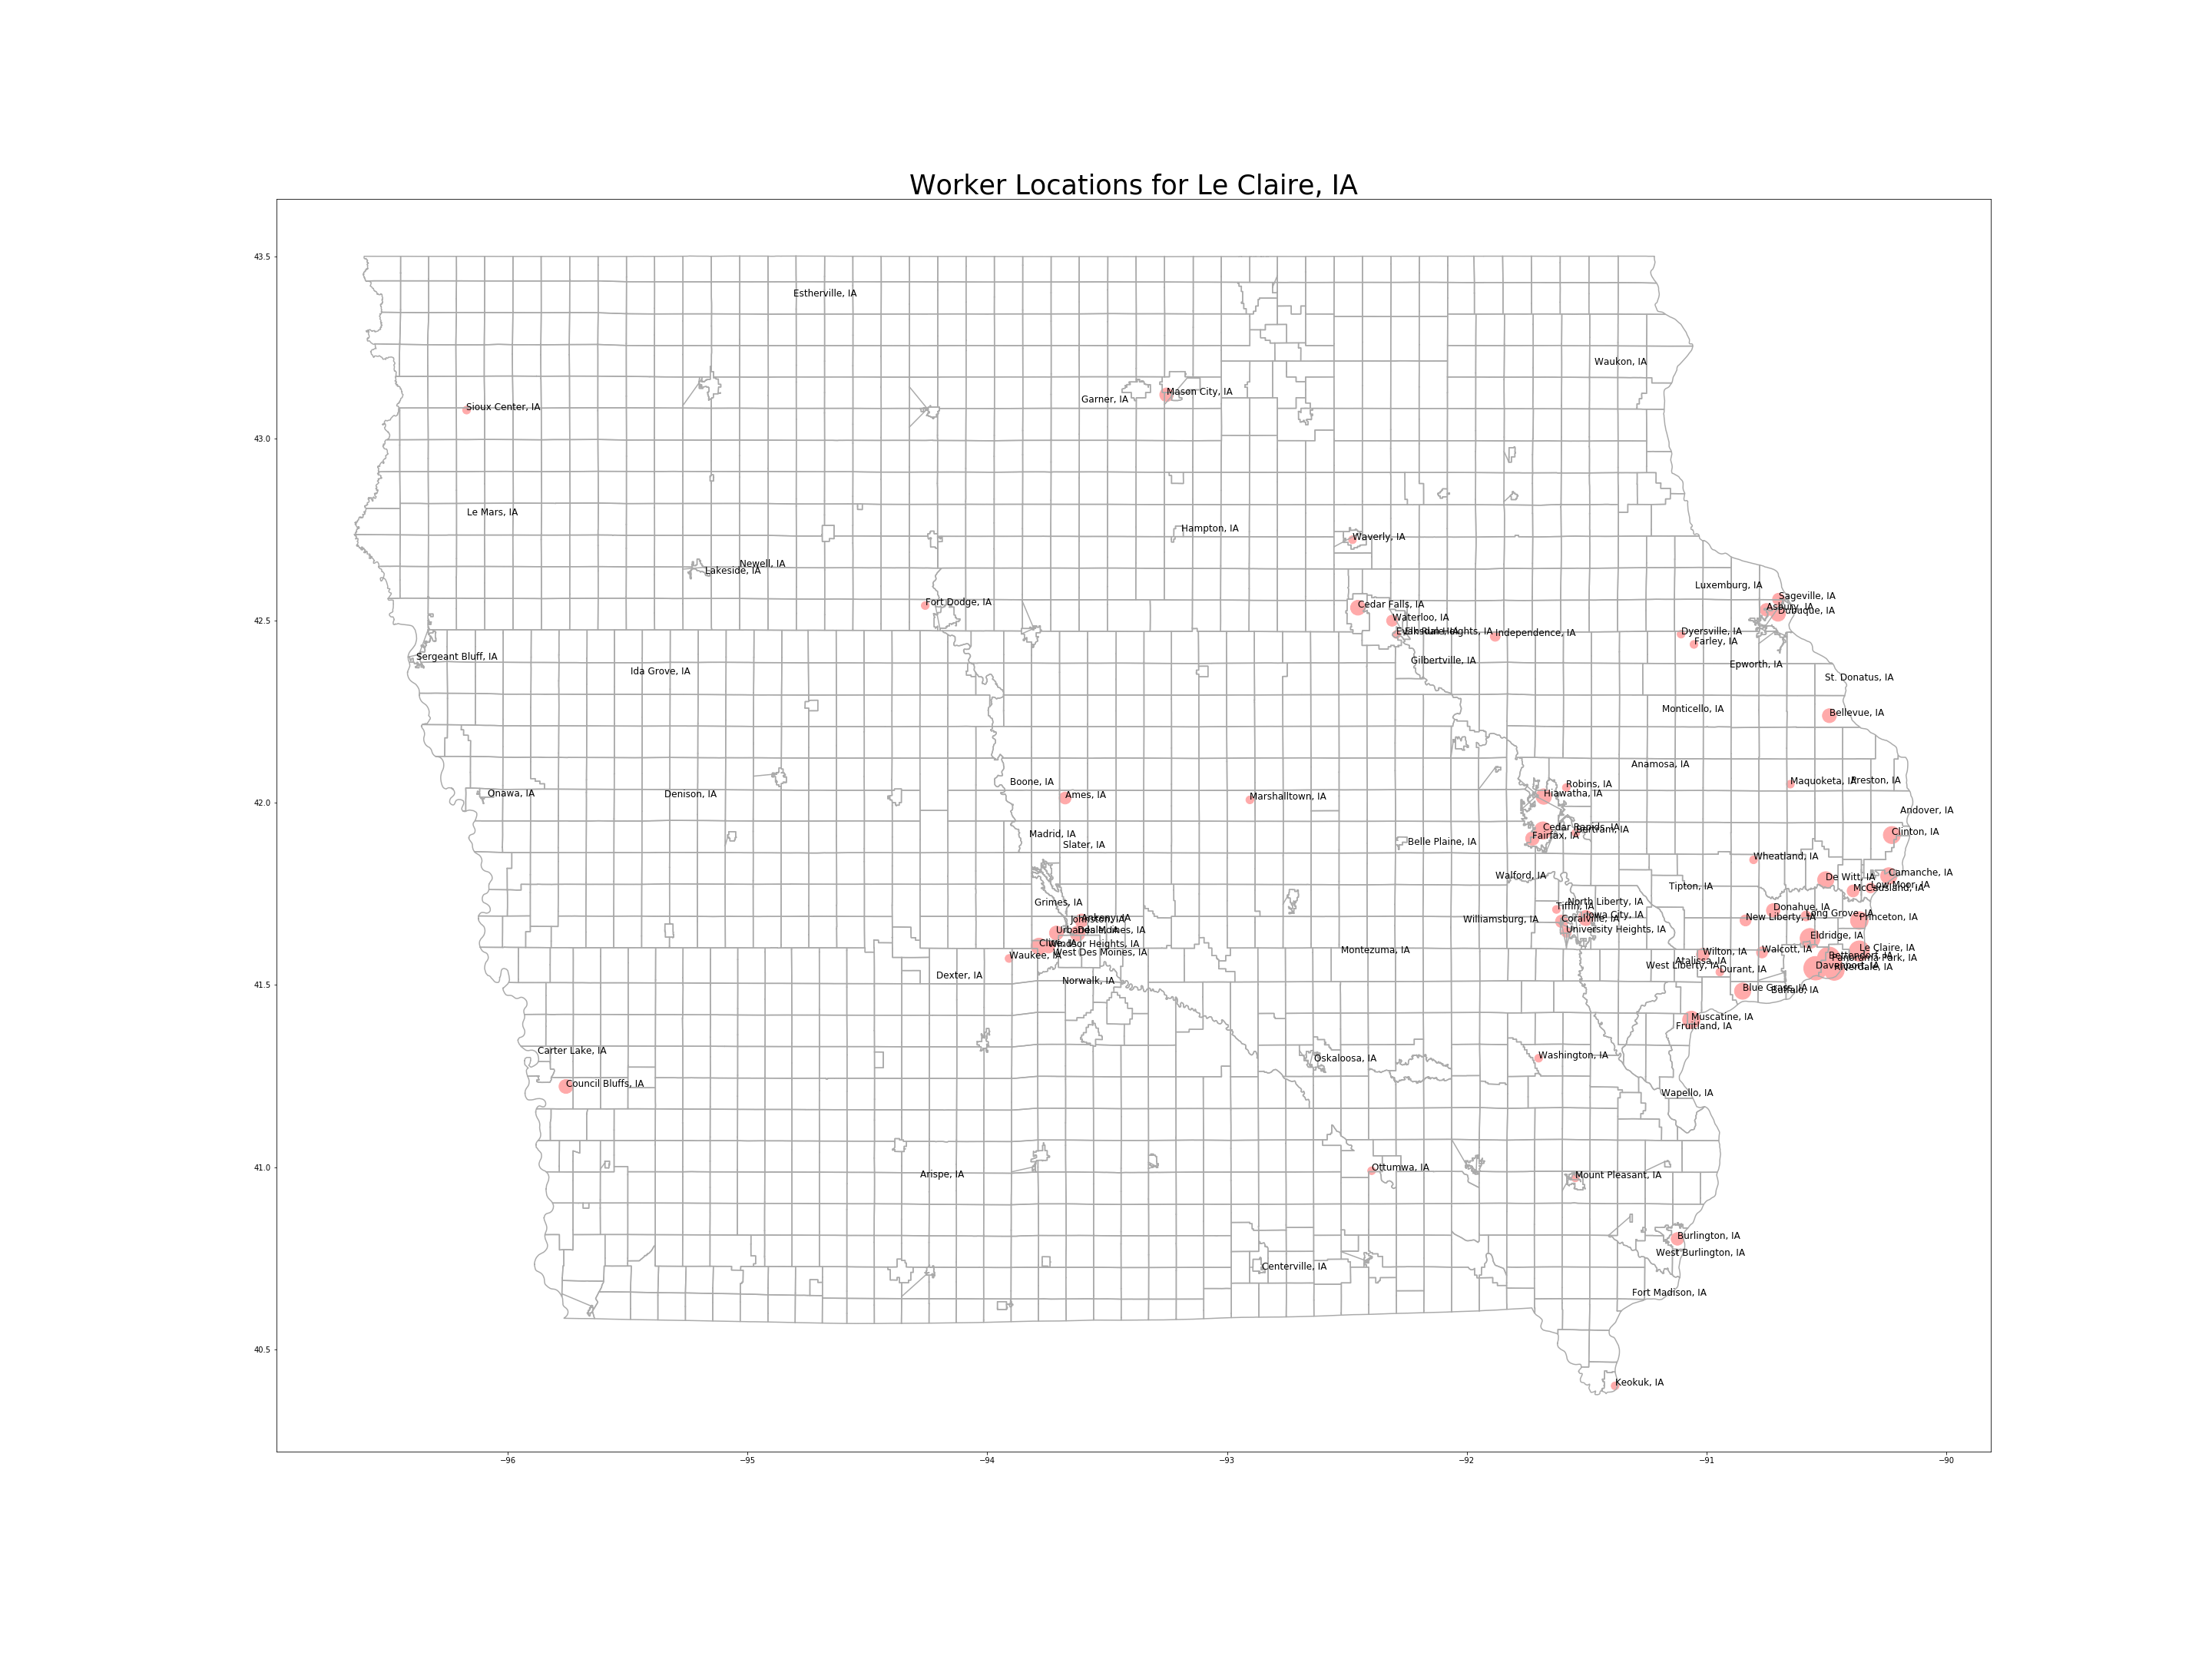 Worker Locations for Le Claire, IA
43.5
Estherville, IA
Waukon, IA
Mason City, IA
Garner, IA
Sioux Center, IA
43.0
Le Mars, IA
Hampton, IA
Waverly, IA
Newell, IA
Lakeside, IA
Luxemburg, IA
Sageville, IA
Fort Dodge, IA
Cedar Falls, IA
Asbury, IA
Dubuque, IA
42.5
Waterloo, IA
Elk Run Heights, IA
Independence, IA
Dyersville, IA
Farley, IA
Sergeant Bluff, IA
Gilbertville, IA
Epworth, IA
Ida Grove, IA
St. Donatus, IA
Monticello, IA
Bellevue, IA
Anamosa, IA
Boone, IA
Robins, IA
Maquoketa, IA
Preston, IA
42.0
Onawa, IA
Denison, IA
Ames, IA
Marshalltown, IA
Hiawatha, IA
Andover, IA
Madrid, IA
Cedar Rapids, IA
Bertram, IA
Clinton, IA
Fairfax, IA
Slater, IA
Belle Plaine, IA
Wheatland, IA
Walford, IA
De Witt, IA
Camanche, IA
Tipton, IA
McCausland, IA
Low Moor, IA
Grimes, IA
North Liberty, IA
Tiffin, IA
Donahue, IA
Johnston, IA
Ankeny, IA
Williamsburg, IA
Coralville, IA
Iowa City, IA
New Liberty, IA
Long Grove, IA
Princeton, IA
Urbandale, IA
Des Moines, IA
University Heights, IA
Eldridge, IA
Clive, IA
Windsor Heights, IA
West Des Moines, IA
Montezuma, IA
Wilton, IA
Walcott, IA
Le Claire, IA
Waukee, IA
Bettendorf, IA
Panorama Park, IA
Atalissa, IA
West Liberty, IA
Durant, IA
Davenport, IA
Riverdale, IA
Dexter, IA
Norwalk, IA
41.5
Blue Grass, IA
Buffalo, IA
Muscatine, IA
Fruitland, IA
Carter Lake, IA
Oskaloosa, IA
Washington, IA
Council Bluffs, IA
Wapello, IA
41.0
Arispe, IA
Ottumwa, IA
Mount Pleasant, IA
Burlington, IA
West Burlington, IA
Centerville, IA
Fort Madison, IA
40.5
Keokuk, IA
−96
−95
−94
−93
−92
−91
−90